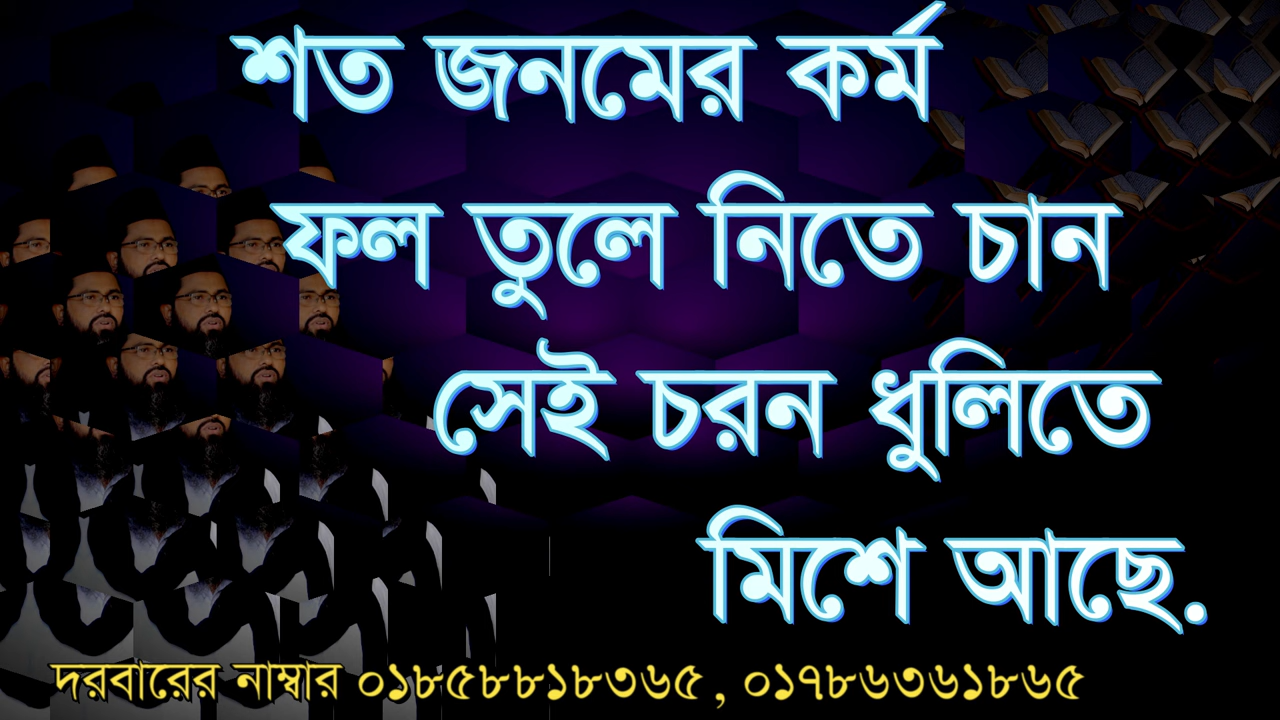 শত জনমের কর্ম
ফল তুলে নিতে চান
সেই চরন ধুলিতে
মিশে আছে.
দরবারের নাম্বার ০১৮৫৮৮১৮৩৬৫, ০১৭৮৬৩৬১৮৬৫